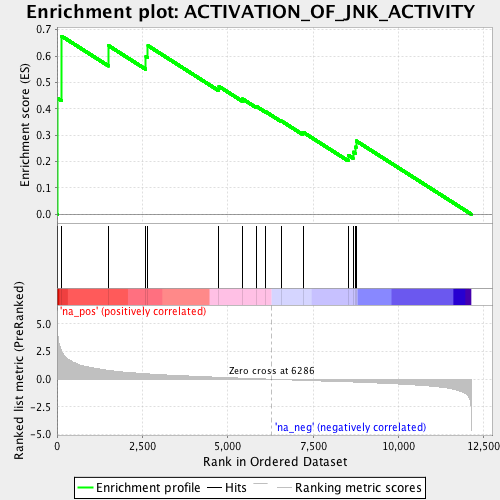 Enrichment plot: ACTIVATION_OF_JNK_ACTIVITY
Enrichment score (ES)
0.7
0.6
0.5
0.4
0.3
0.2
0.1
0.0
'na_pos' (positively correlated)
Ranked list metric (PreRanked)
5.0
2.5
0.0
-2.5
-5.0
Zero cross at 6286
'na_neg' (negatively correlated)
0 2,500 5,000 7,500 10,000 12,500
Rank in Ordered Dataset
Enrichment profile Hits Ranking metric scores